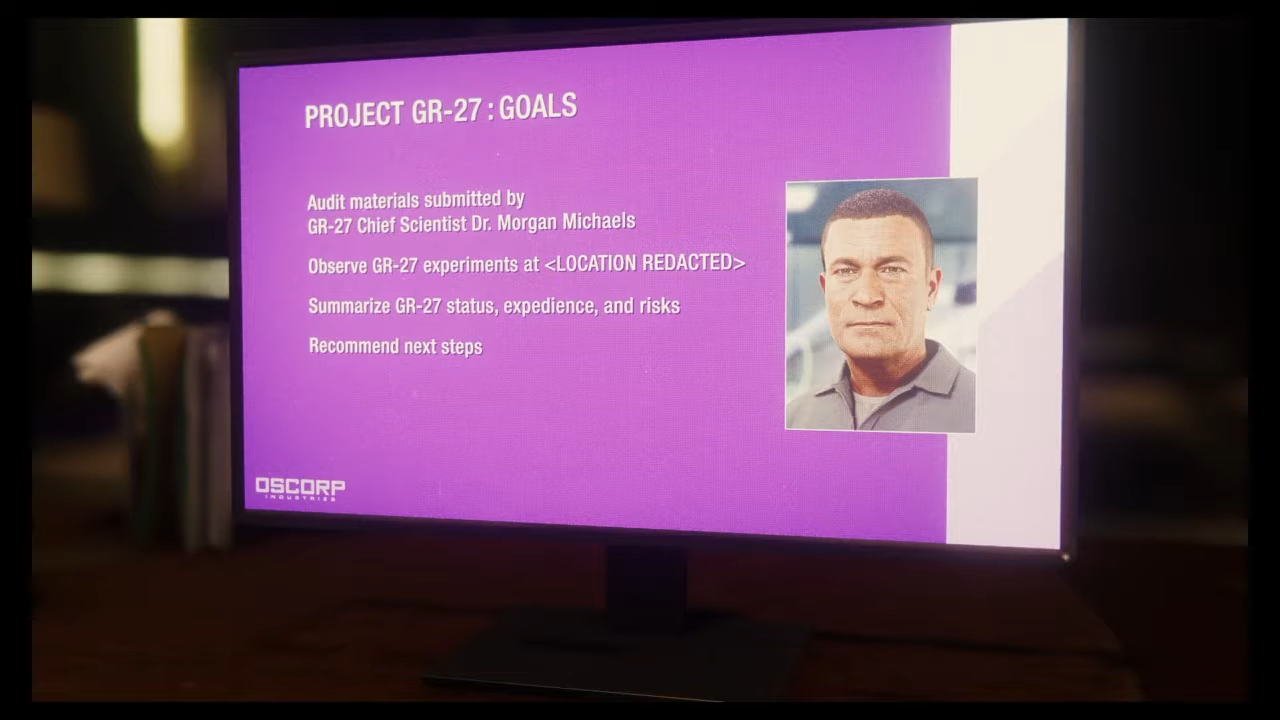 PROJECT GR-27 : GOALS
Audit materials submitted by
GR-27 Chief Scientist Dr. Morgan Michaels
Observe GR-27 experiments at <LOCATION REDACTED>
Summarize GR-27 status, expedience, and risks
Recommend next steps
OSCORP
INDUSTRIES